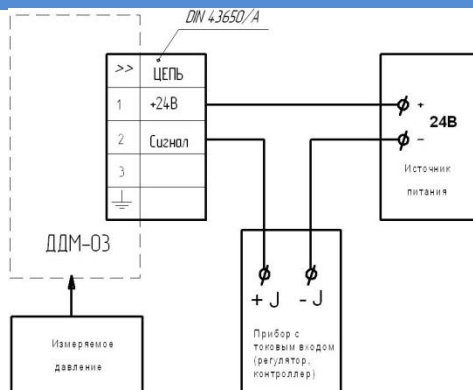 DIN 43650/A
>> ЦЕПЬ
1 +24В
2 Сигнал
3
ДДМ-03
+
24В
-
Источник
питания
+ J - J
Прибор с
токовым входом
(регулятор,
контроллер)
Измеряемое
давление